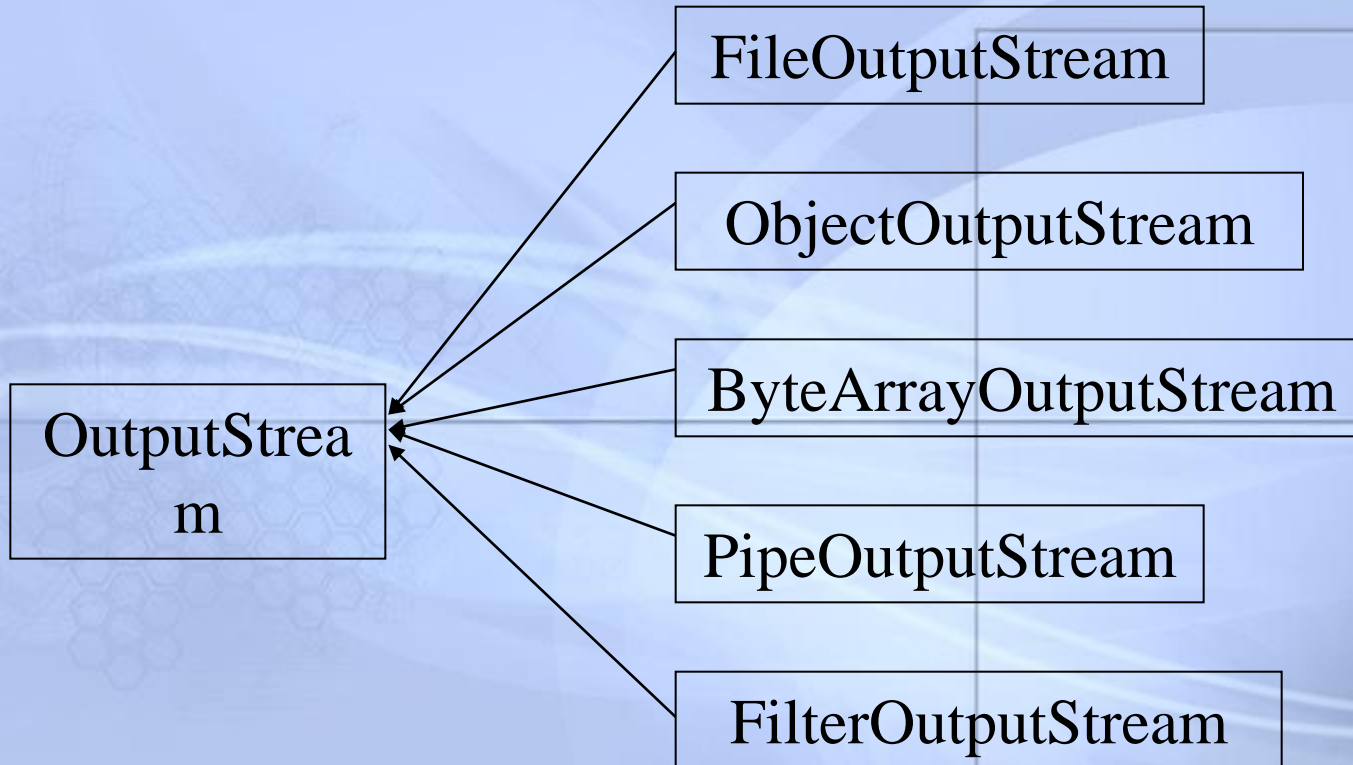 FileOutputStream
ObjectOutputStream
ByteArrayOutputStream
OutputStrea
m
PipeOutputStream
FilterOutputStream